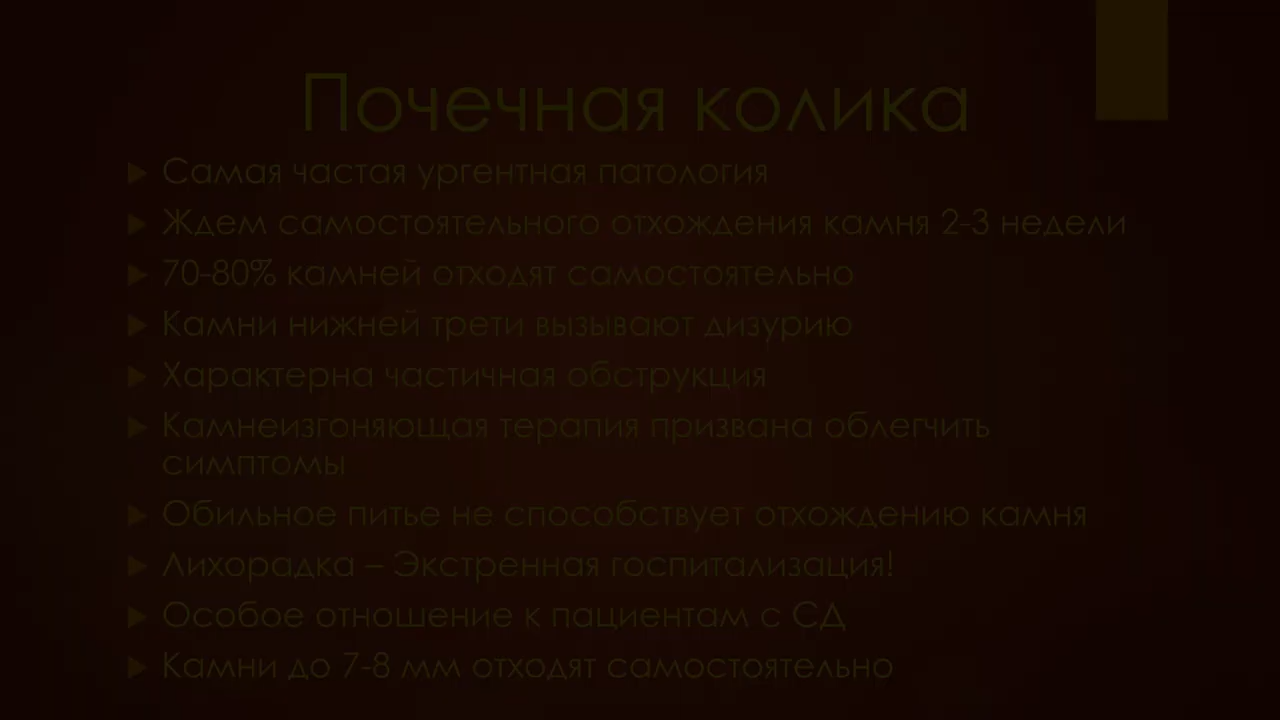 Почечная колика
Самая частая ургентная патология
Ждем самостоятельного отхождения камня 2-3 недели
70-80% камней отходят самостоятельно
Камни нижней трети вызывают дизурию
Характерна частичная обструкция
Камнеизгоняющая терапия призвана облегчить
симптомы
Обильное питье не способствует отхождению камня
Лихорадка – Экстренная госпитализация!
Особое отношение к пациентам с СД
Камни до 7-8 мм отходят самостоятельно